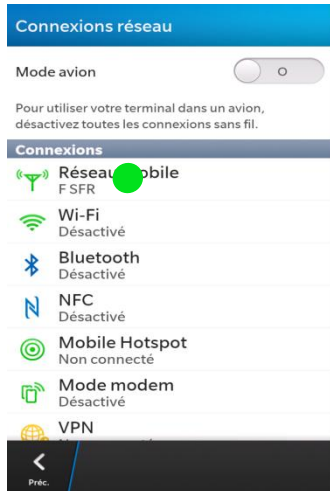 Connexions réseau
Mode avion
Pour utiliser votre terminal dans un avion,
désactivez toutes les connexions sans fil.
Connexions
Réseau mobile
F SFR
Wi-Fi
Désactivé
Bluetooth
Désactivé
NFC
Désactivé
Mobile Hotspot
Non connecté
Mode modem
Désactivé
VPN
Préc.